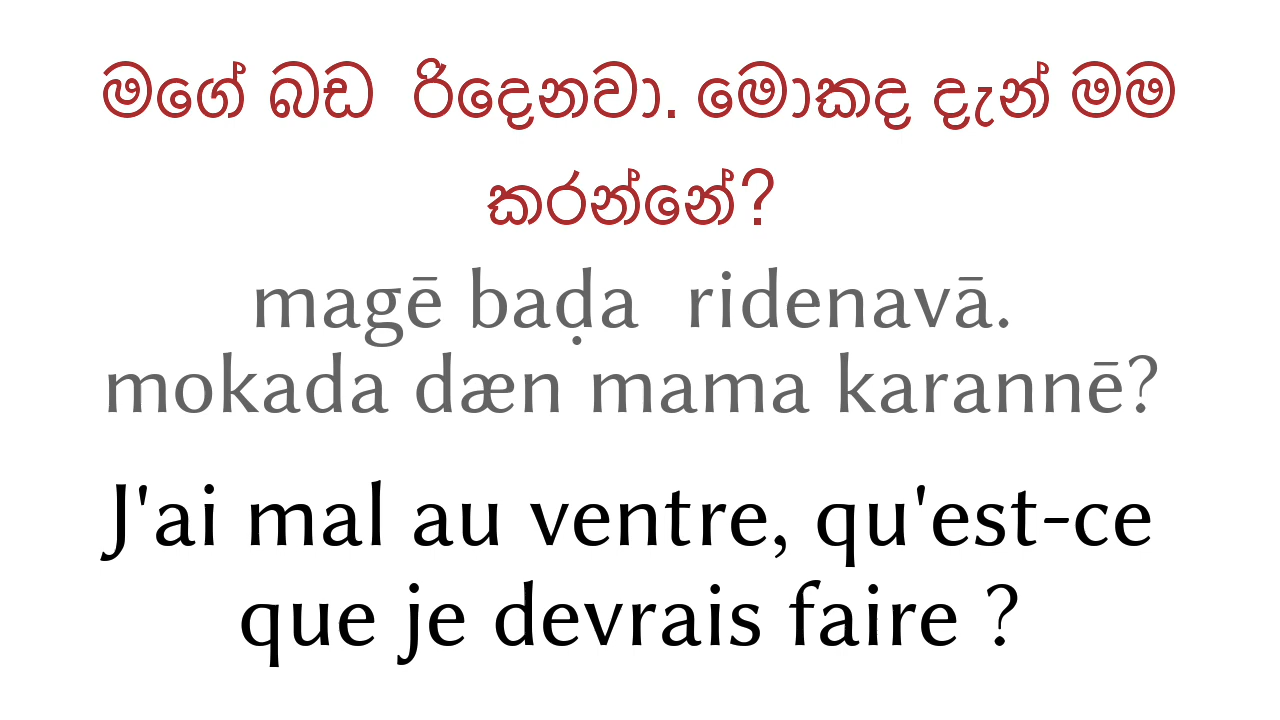 මගේ බඩ  රිදෙනවා. මොකද දැන් මම
කරන්නේ?
magē baḍa  ridenavā.
mokada dæn mama karannē?
J'ai mal au ventre, qu'est-ce
que je devrais faire ?